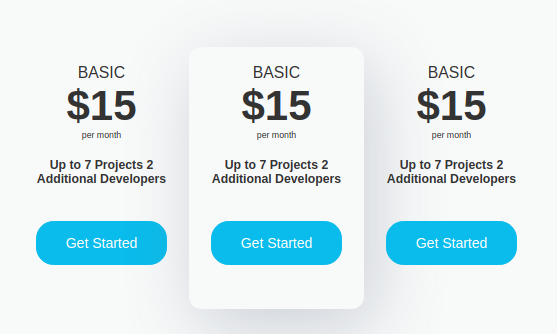 BASIC
$15
per month
Up to 7 Projects 2
Additional Developers
Get Started
BASIC
$15
per month
Up to 7 Projects 2
Additional Developers
Get Started
BASIC
$15
per month
Up to 7 Projects 2
Additional Developers
Get Started